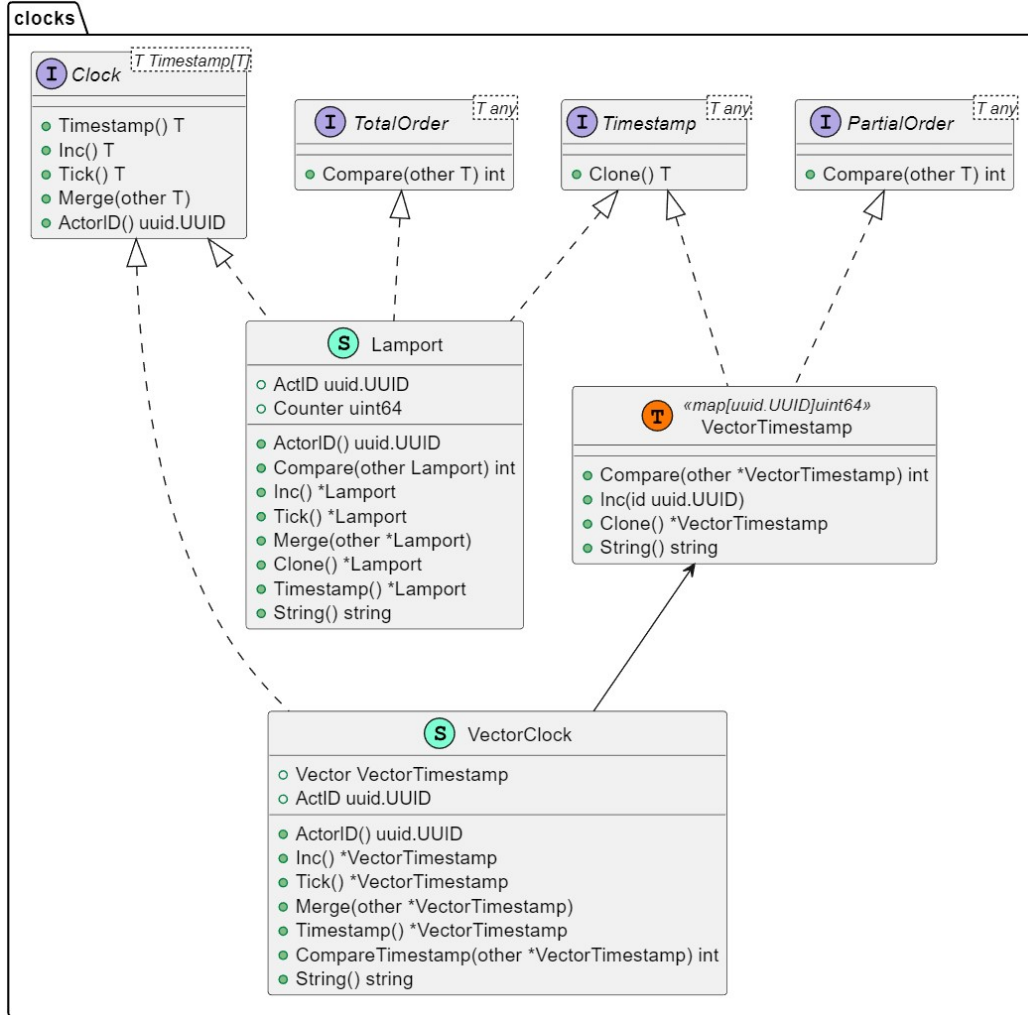 clocks
T Timestamp[T]
I Clock
Timestamp() T
Inc() T
Tick() T
Merge(other T)
ActorID() uuid.UUID
T any
I TotalOrder
Compare(other T) int
T any
I Timestamp
Clone() T
T any
I PartialOrder
Compare(other T) int
S Lamport
ActID uuid.UUID
Counter uint64
ActorID() uuid.UUID
Compare(other Lamport) int
Inc() *Lamport
Tick() *Lamport
Merge(other *Lamport)
Clone() *Lamport
Timestamp() *Lamport
String() string
«map[uuid.UUID]uint64»
T VectorTimestamp
Compare(other *VectorTimestamp) int
Inc(id uuid.UUID)
Clone() *VectorTimestamp
String() string
S VectorClock
Vector VectorTimestamp
ActID uuid.UUID
ActorID() uuid.UUID
Inc() *VectorTimestamp
Tick() *VectorTimestamp
Merge(other *VectorTimestamp)
Timestamp() *VectorTimestamp
CompareTimestamp(other *VectorTimestamp) int
String() string